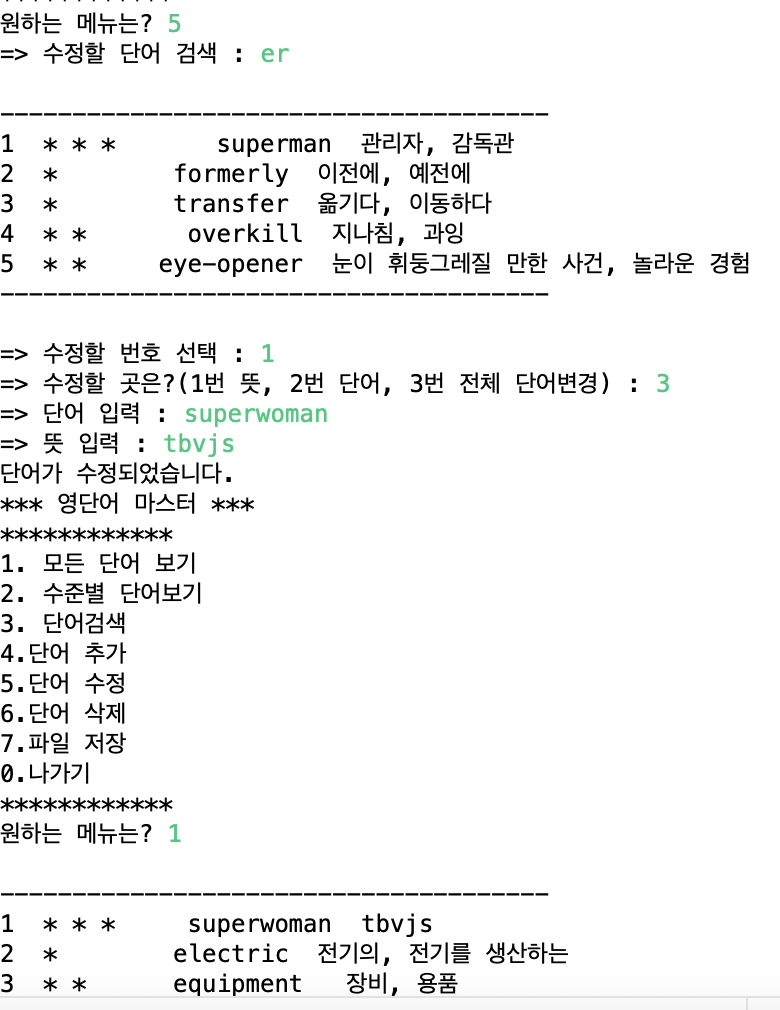 원하는 메뉴는? 5
=> 수정할 단어 검색 : er
--------------------------------------
1 * * * superman 관리자, 감독관
2 * formerly 이전에, 예전에
3 * transfer 옮기다, 이동하다
4 * * overkill 지나침, 과잉
5 * * eye-opener 눈이 휘둥그레질 만한 사건, 놀라운 경험
--------------------------------------
=> 수정할 번호 선택 : 1
=> 수정할 곳은?(1번 뜻, 2번 단어, 3번 전체 단어변경) : 3
=> 단어 입력 : superwoman
=> 뜻 입력 : tbvjs
단어가 수정되었습니다.
*** 영단어 마스터 ***
************
1. 모든 단어 보기
2. 수준별 단어보기
3. 단어검색
4.단어 추가
5.단어 수정
6.단어 삭제
7.파일 저장
0.나가기
************
원하는 메뉴는? 1
--------------------------------------
1 * * * superwoman tbvjs
2 * electric 전기의, 전기를 생산하는
3 * * equipment 장비, 용품